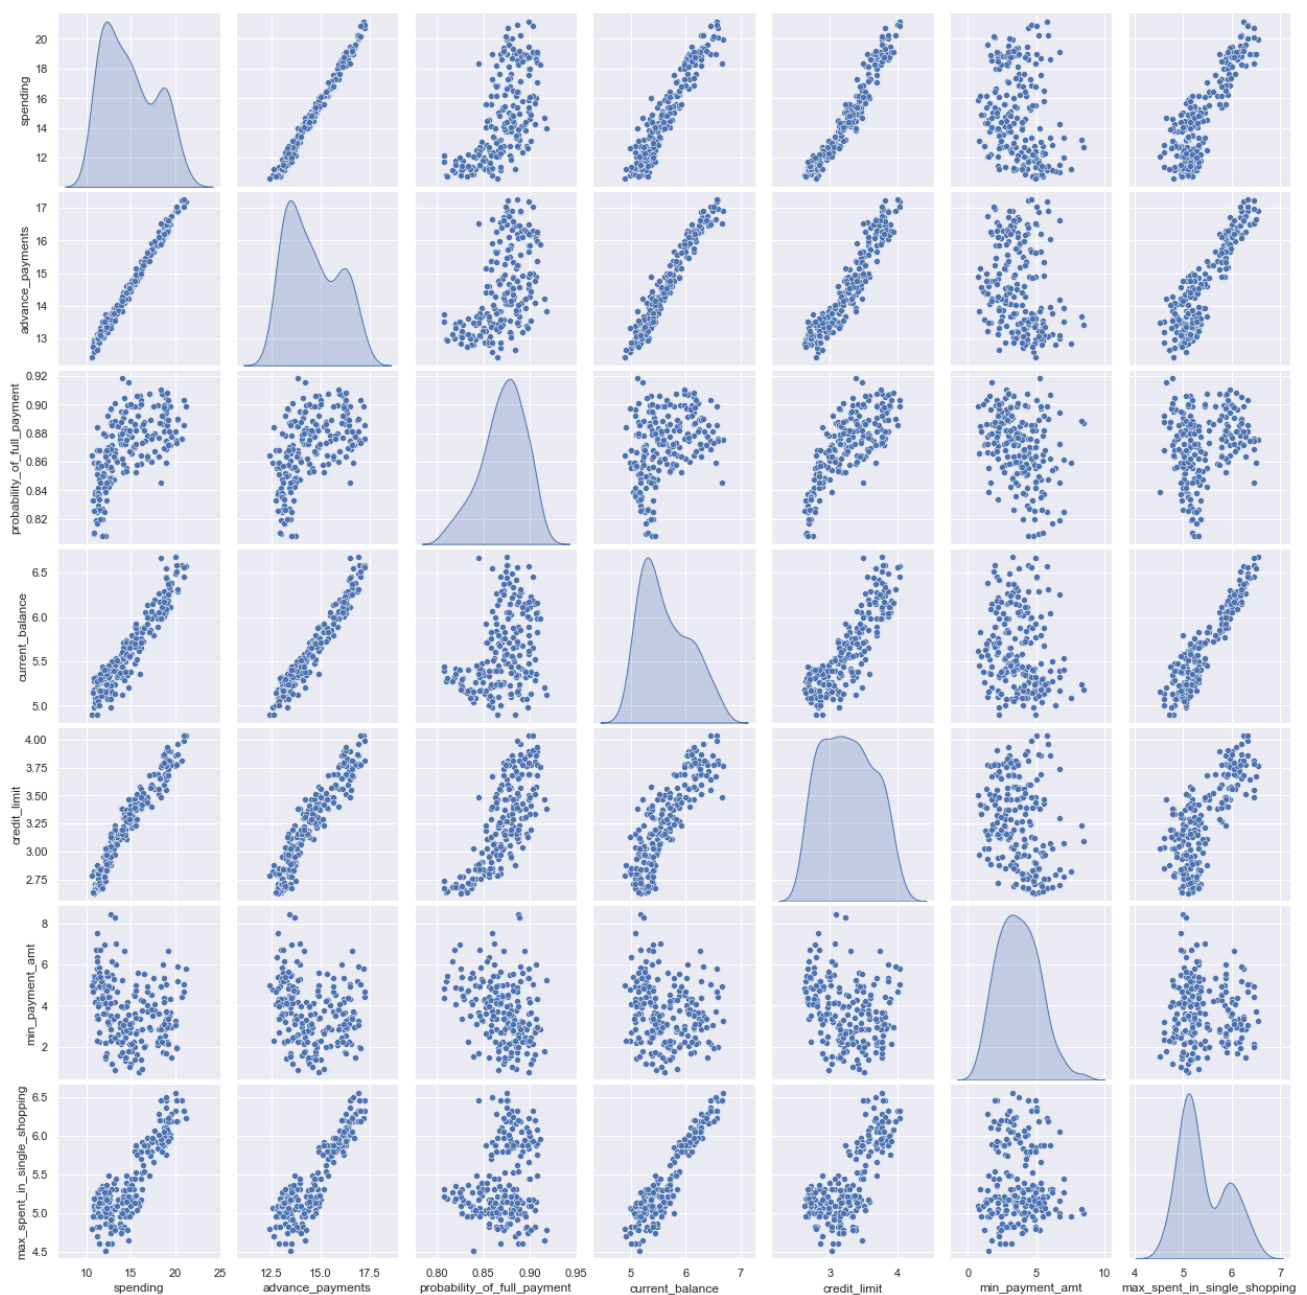 20
18
16
14
12
spending
17
16
15
14
13
advance_payments
0.92
0.90
0.88
0.86
0.84
0.82
probability_of_full_payment
6.5
6.0
5.5
5.0
current_balance
4.00
3.75
3.50
3.25
3.00
2.75
credit_limit
8
6
4
2
min_payment_amt
6.5
6.0
5.5
5.0
4.5
max_spent_in_single_shopping
10 15 20 25
spending
12.5 15.0 17.5
advance_payments
0.80 0.85 0.90 0.95
probability_of_full_payment
5 6 7
current_balance
3 4
credit_limit
0 5 10
min_payment_amt
4 5 6 7
max_spent_in_single_shopping